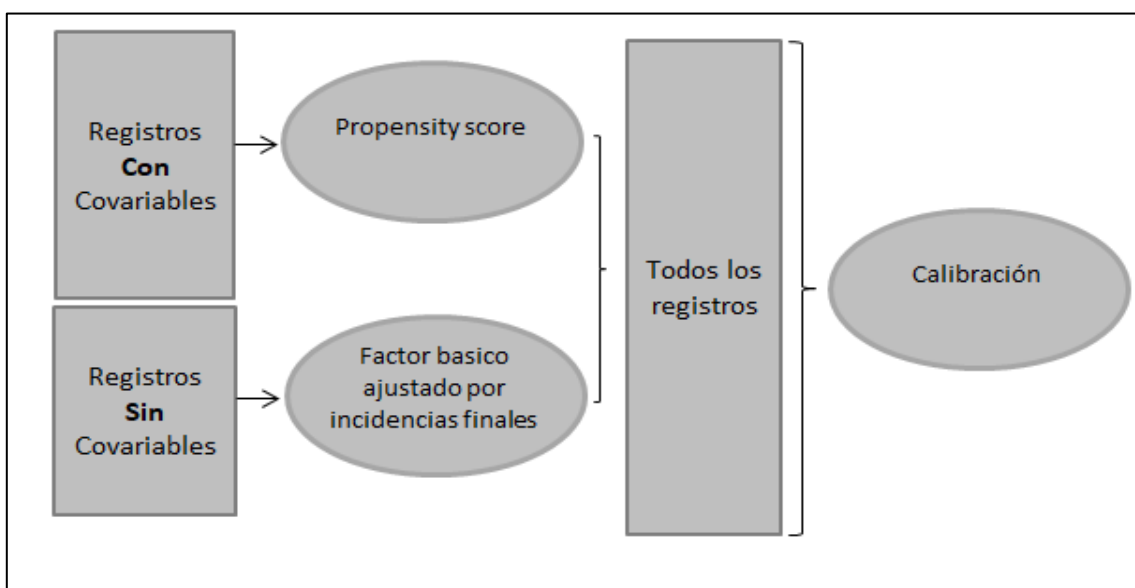 Registros
Con
Covariables
Propensity score
Registros
Sin
Covariables
Factor basico
ajustado por
incidencias finales
Todos los
registros
Calibración